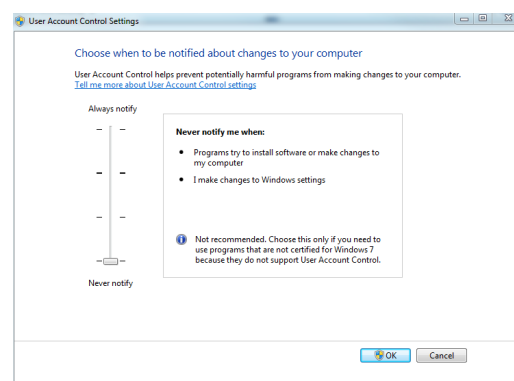 User Account Control Settings
Choose when to be notified about changes to your computer
User Account Control helps prevent potentially harmful programs from making changes to your computer.
Tell me more about User Account Control settings
Always notify
Never notify me when:
Programs try to install software or make changes to
my computer
I make changes to Windows settings
Not recommended. Choose this only if you need to
use programs that are not certified for Windows 7
because they do not support User Account Control.
Never notify
OK Cancel